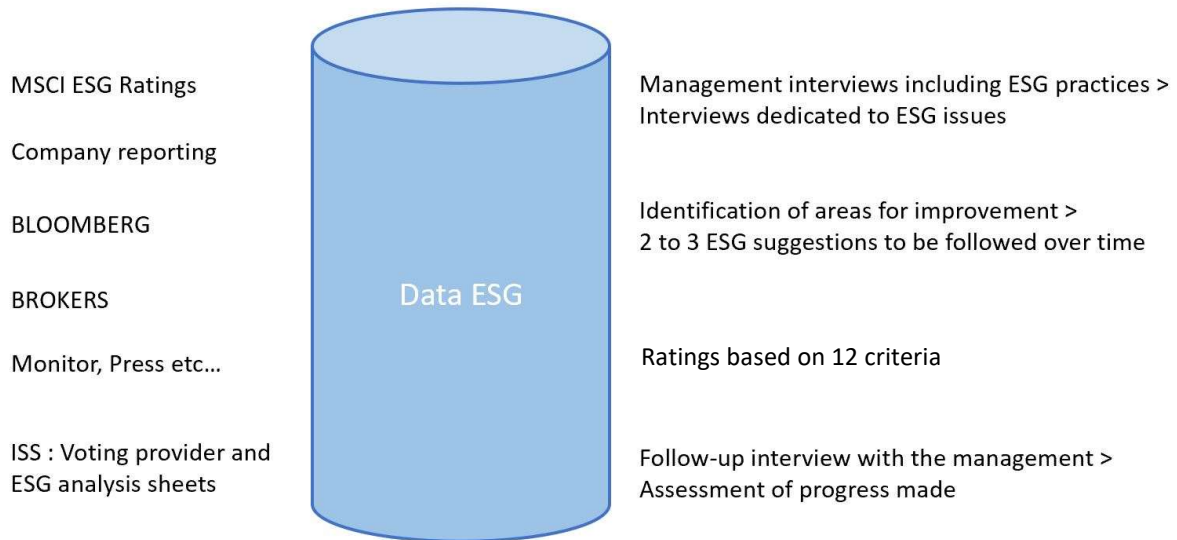 MSCI ESG Ratings
Company reporting
BLOOMBERG
BROKERS
Monitor, Press etc…
ISS : Voting provider and
ESG analysis sheets
Data ESG
Management interviews including ESG practices >
Interviews dedicated to ESG issues
Identification of areas for improvement >
2 to 3 ESG suggestions to be followed over time
Ratings based on 12 criteria
Follow-up interview with the management >
Assessment of progress made